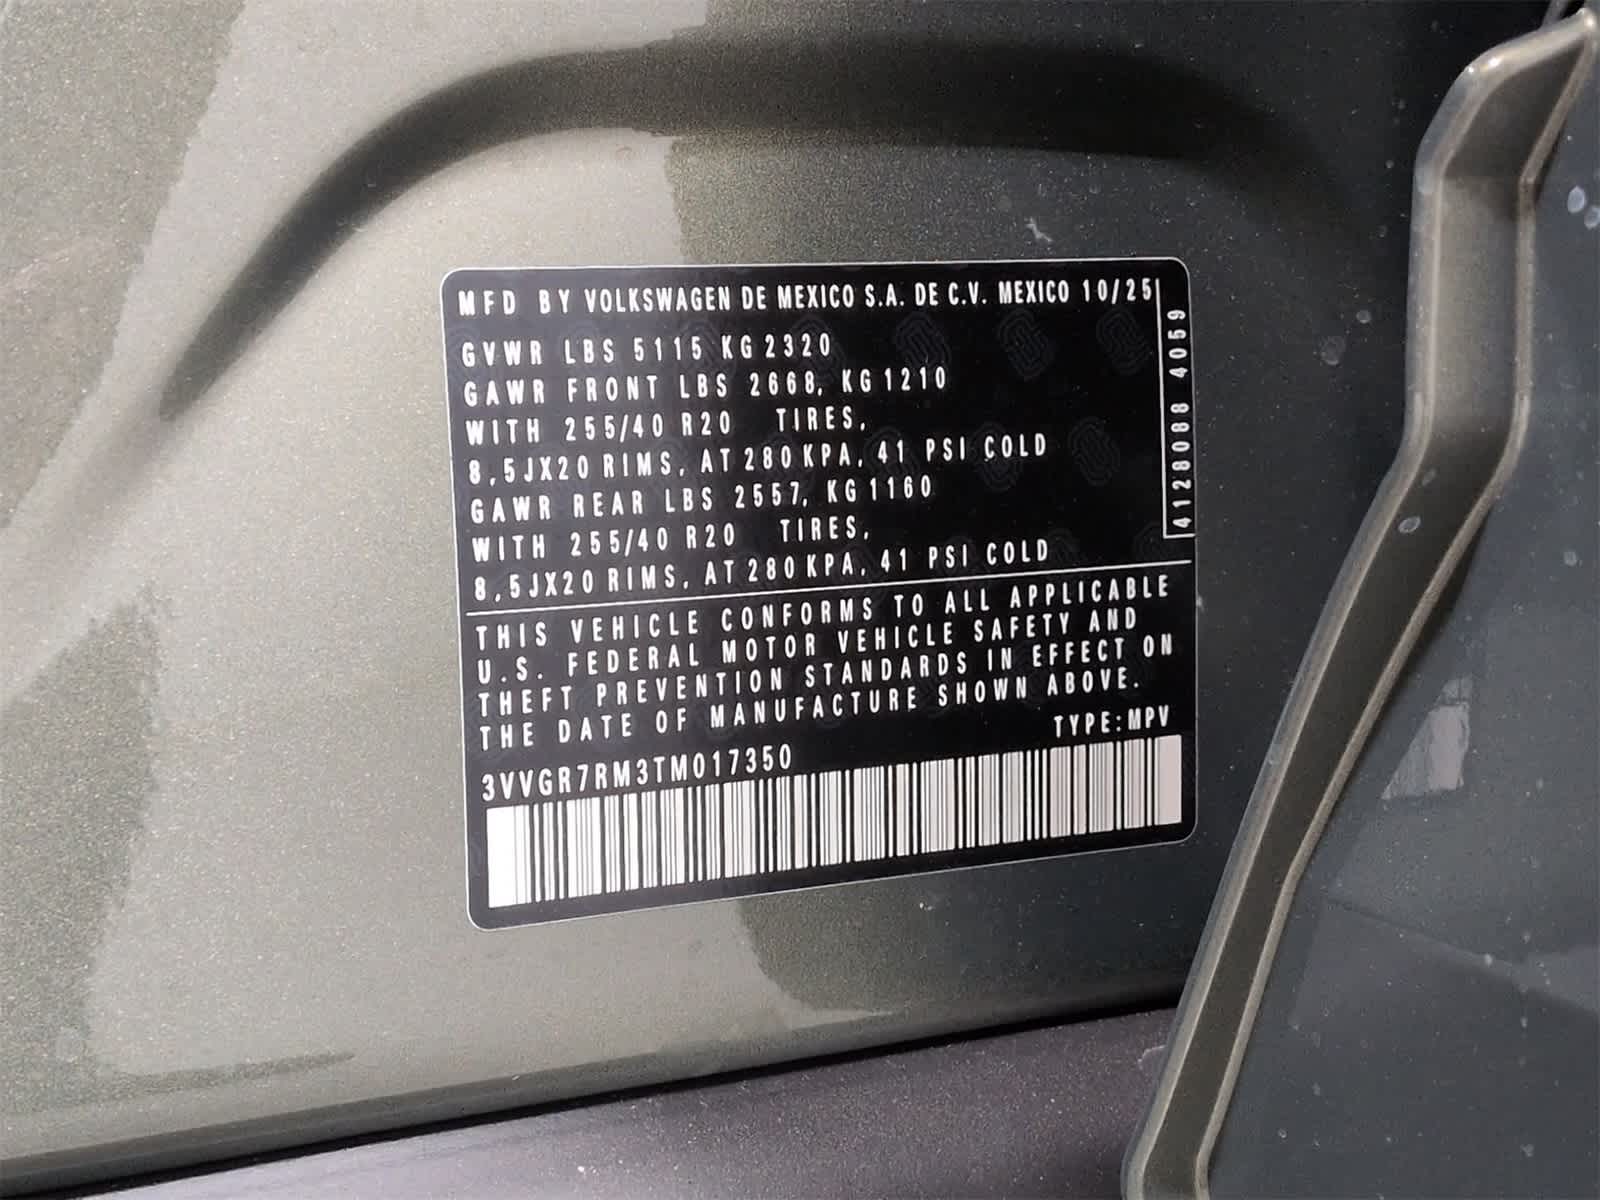 MFD BY VOLKSWAGEN DE MEXICO S.A. DE C.V. MEXICO 10/25
GVWR LBS 5115 KG 2320
GAWR FRONT LBS 2668, KG 1210
WITH 255/40 R20 TIRES,
8,5JX20 RIMS, AT 280 KPA, 41 PSI COLD
GAWR REAR LBS 2557, KG 1160
WITH 255/40 R20 TIRES,
8,5JX20 RIMS, AT 280 KPA, 41 PSI COLD
4128088 4059
THIS VEHICLE CONFORMS TO ALL APPLICABLE
U.S. FEDERAL MOTOR VEHICLE SAFETY AND
THEFT PREVENTION STANDARDS IN EFFECT ON
THE DATE OF MANUFACTURE SHOWN ABOVE.
TYPE:MPV
3VVGR7RM3TM017350